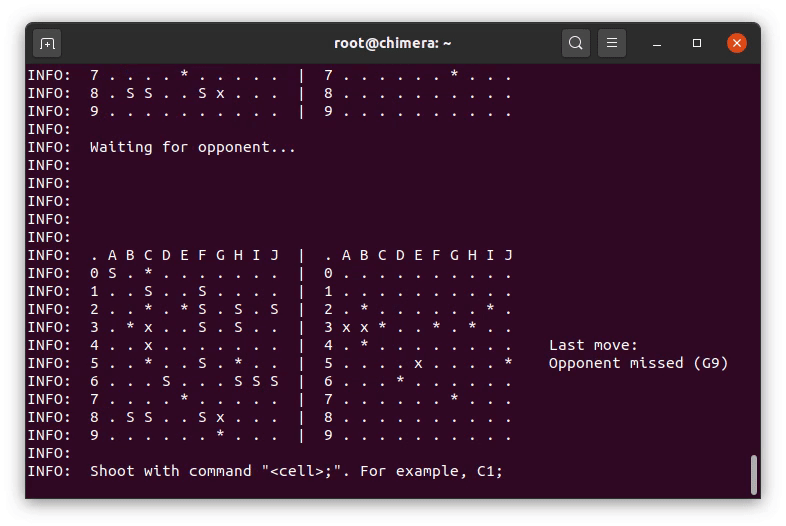 root@chimera: ~
INFO:  7 . . . . * . . . . .  |  7 . . . . . . * . . .
INFO:  8 . S S . . S x . . .  |  8 . . . . . . . . . .
INFO:  9 . . . . . . . . . .  |  9 . . . . . . . . . .
INFO:
INFO:  Waiting for opponent...
INFO:
INFO:
INFO:
INFO:
INFO:
INFO:  . A B C D E F G H I J  |  . A B C D E F G H I J
INFO:  0 S . * . . . . . . .  |  0 . . . . . . . . . .
INFO:  1 . . S . . S . . . .  |  1 . . . . . . . . . .
INFO:  2 . . * . * S . S . S  |  2 . * . . . . . . * .
INFO:  3 . * x . . S . S . .  |  3 x x * . . * . * . .
INFO:  4 . . x . . . . . . .  |  4 . * . . . . . . . .    Last move:
INFO:  5 . . * . . S . * . .  |  5 . . . . x . . . . *    Opponent missed (G9)
INFO:  6 . . . S . . . S S S  |  6 . . . * . . . . . .
INFO:  7 . . . . * . . . . .  |  7 . . . . . . * . . .
INFO:  8 . S S . . S x . . .  |  8 . . . . . . . . . .
INFO:  9 . . . . . . * . . .  |  9 . . . . . . . . . .
INFO:
INFO:  Shoot with command "<cell>;". For example, C1;